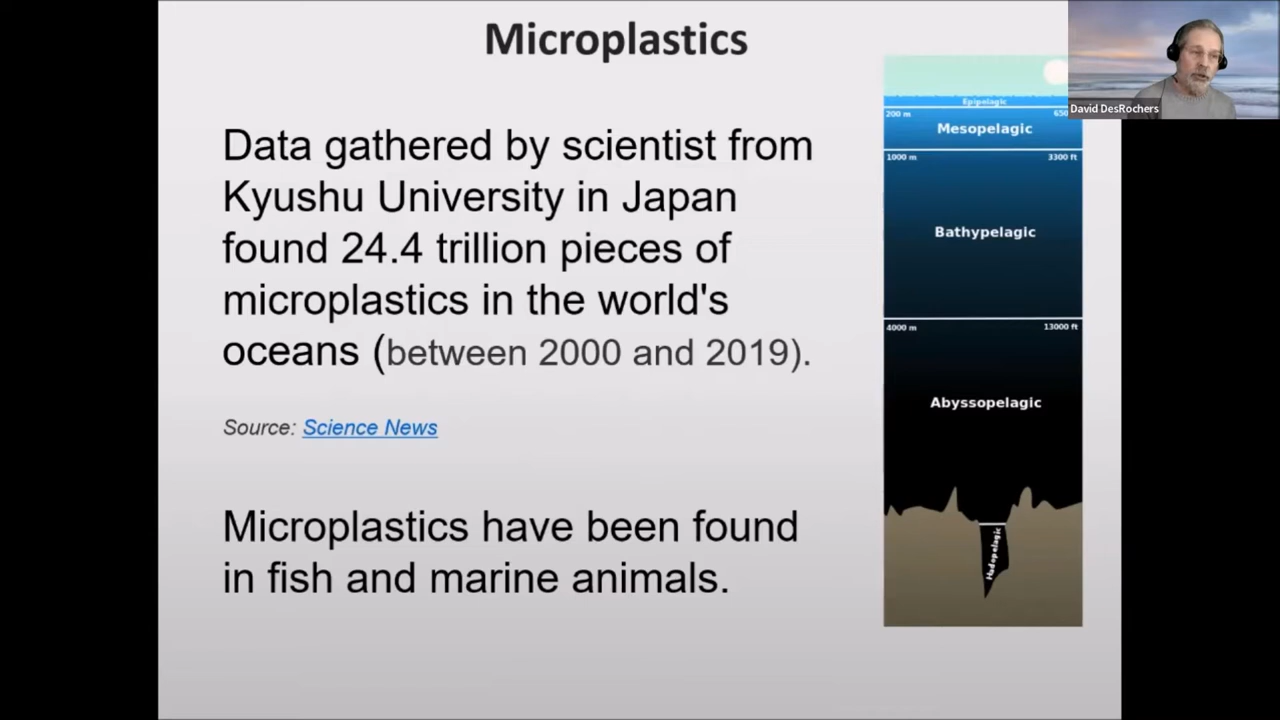 Microplastics
Data gathered by scientist from
Kyushu University in Japan
found 24.4 trillion pieces of
microplastics in the world's
oceans (between 2000 and 2019).
Source: Science News
Microplastics have been found
in fish and marine animals.
Epipelagic
200 m
Mesopelagic
1000 m 3300 ft
Bathypelagic
4000 m 13000 ft
Abyssopelagic
Hadopelagic
David DesRochers